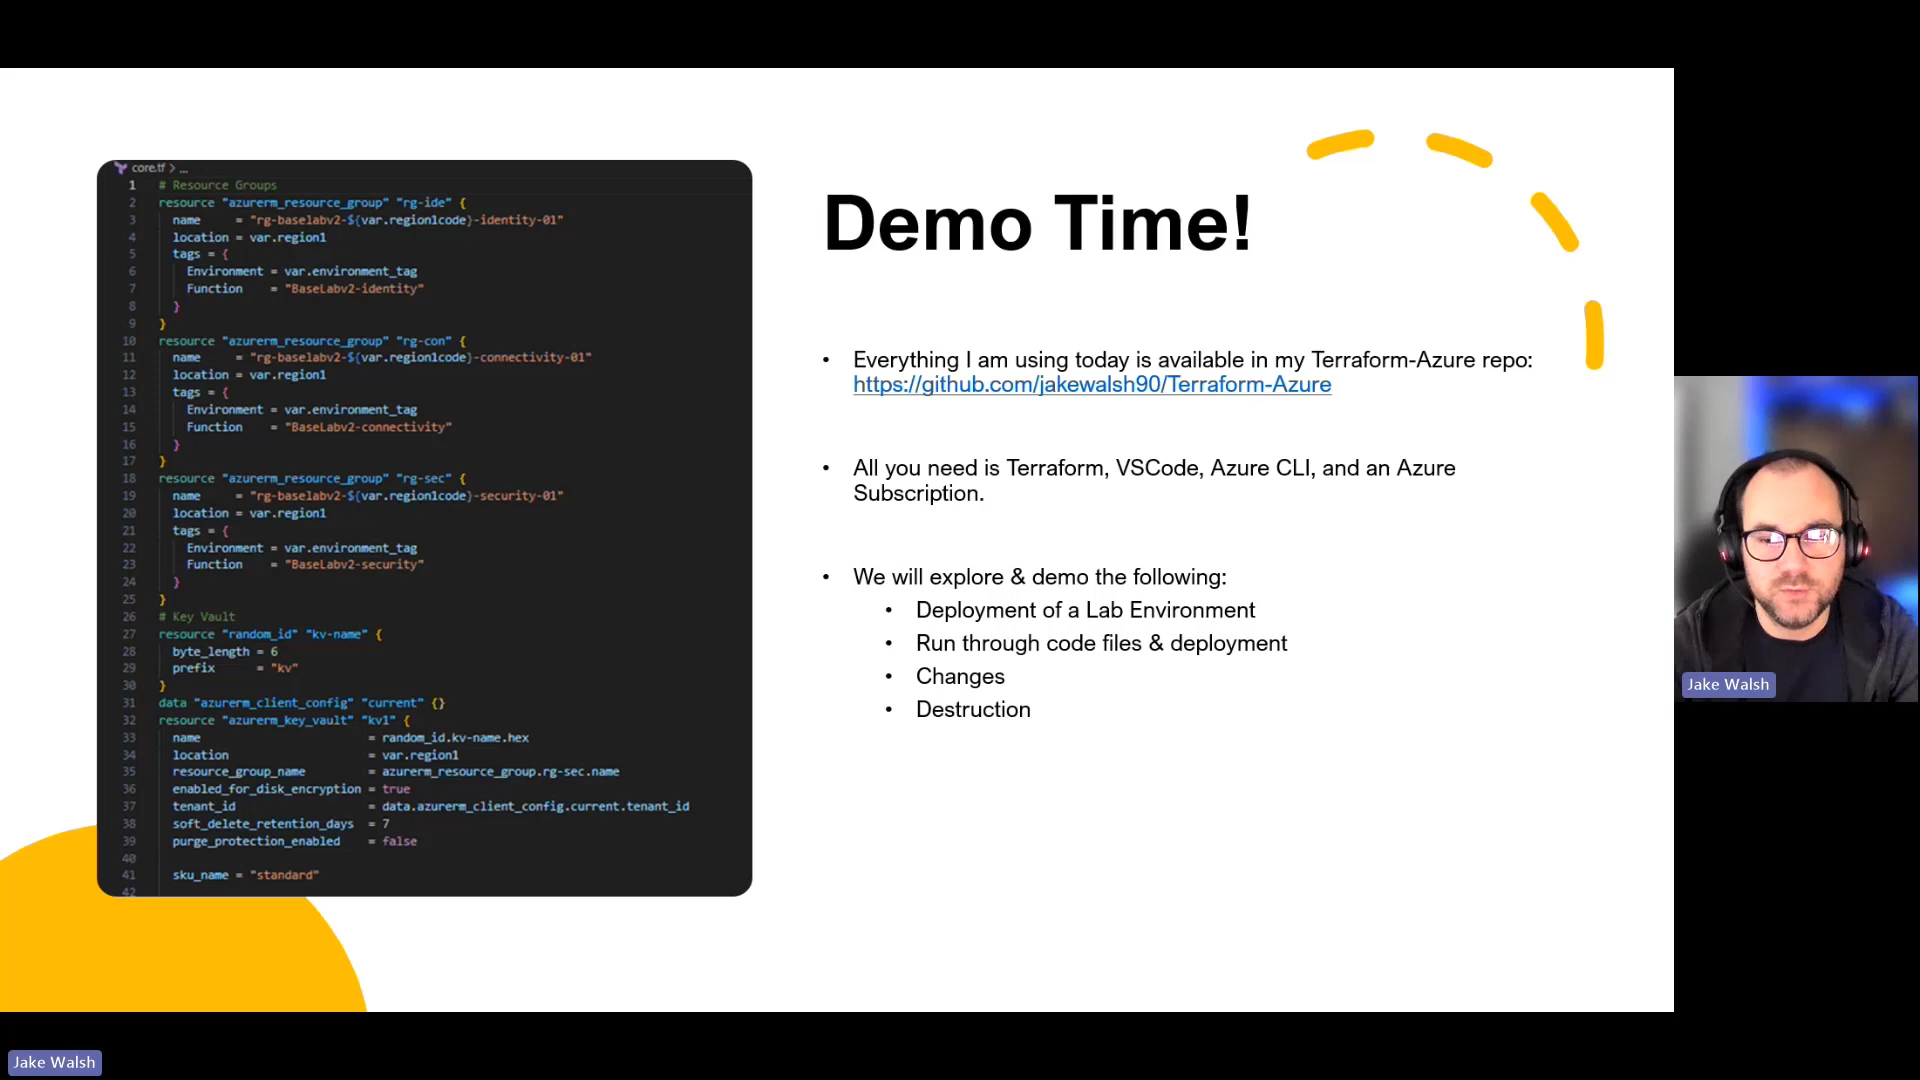 core.tf > ...
1 # Resource Groups
2 resource "azurerm_resource_group" "rg-ide" {
3 name = "rg-baselabv2-${var.region1code}-identity-01"
4 location = var.region1
5 tags = {
6 Environment = var.environment_tag
7 Function = "BaseLabv2-identity"
8 }
9 }
10 resource "azurerm_resource_group" "rg-con" {
11 name = "rg-baselabv2-${var.region1code}-connectivity-01"
12 location = var.region1
13 tags = {
14 Environment = var.environment_tag
15 Function = "BaseLabv2-connectivity"
16 }
17 }
18 resource "azurerm_resource_group" "rg-sec" {
19 name = "rg-baselabv2-${var.region1code}-security-01"
20 location = var.region1
21 tags = {
22 Environment = var.environment_tag
23 Function = "BaseLabv2-security"
24 }
25 }
26 # Key Vault
27 resource "random_id" "kv-name" {
28 byte_length = 6
29 prefix = "kv"
30 }
31 data "azurerm_client_config" "current" {}
32 resource "azurerm_key_vault" "kv1" {
33 name = random_id.kv-name.hex
34 location = var.region1
35 resource_group_name = azurerm_resource_group.rg-sec.name
36 enabled_for_disk_encryption = true
37 tenant_id = data.azurerm_client_config.current.tenant_id
38 soft_delete_retention_days = 7
39 purge_protection_enabled = false
40
41 sku_name = "standard"
42
Demo Time!
• Everything I am using today is available in my Terraform-Azure repo:
https://github.com/jakewalsh90/Terraform-Azure
• All you need is Terraform, VSCode, Azure CLI, and an Azure
Subscription.
• We will explore & demo the following:
• Deployment of a Lab Environment
• Run through code files & deployment
• Changes
• Destruction
Jake Walsh
Jake Walsh